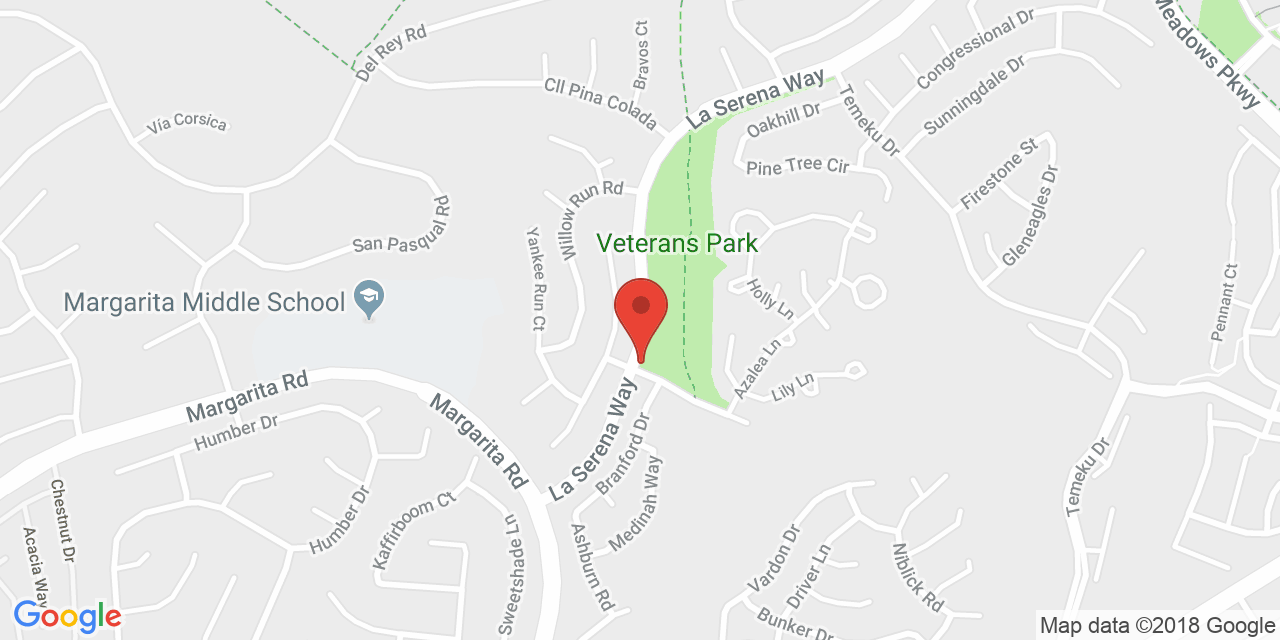 Del Rey Rd
Bravos Ct
Congressional Dr
Meadows Pkwy
Cll Pina Colada
La Serena Way
Sunningdale Dr
Oakhill Dr
Temeku Dr
Vía Corsica
Pine Tree Cir
Firestone St
Willow Run Rd
San Pasqual Rd
Gleneagles Dr
Yankee Run Ct
Veterans Park
Margarita Middle School
Holly Ln
Pennant Ct
Azalea Ln
Lily Ln
Margarita Rd
Humber Dr
Margarita Rd
La Serena Way
Branford Dr
Medinah Way
Temeku Dr
Chestnut Dr
Acacia Way
Humber Dr
Kaffirboom Ct
Sweetshade Ln
Ashburn Rd
Vardon Dr
Driver Ln
Niblick Rd
Bunker Dr
Google
Map data ©2018 Google